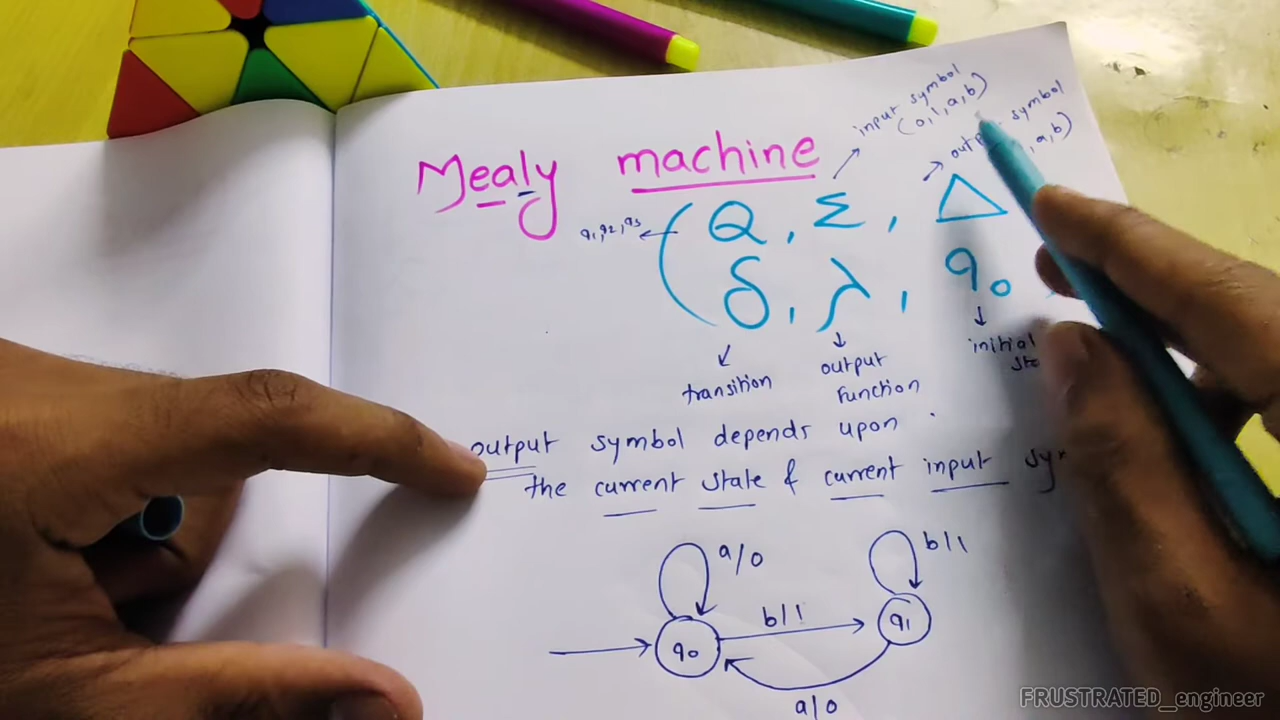 input symbol
(0,1,a,b)
symbol
a,b)
Mealy machine
q1,q2,q3
(Q, Σ, Δ
δ, λ, q0
transition
output
Function
initial
output symbol depends upon
the current state & current input
a/0
b/1
b/1
q0
q1
a/0
FRUSTRATED_engineer